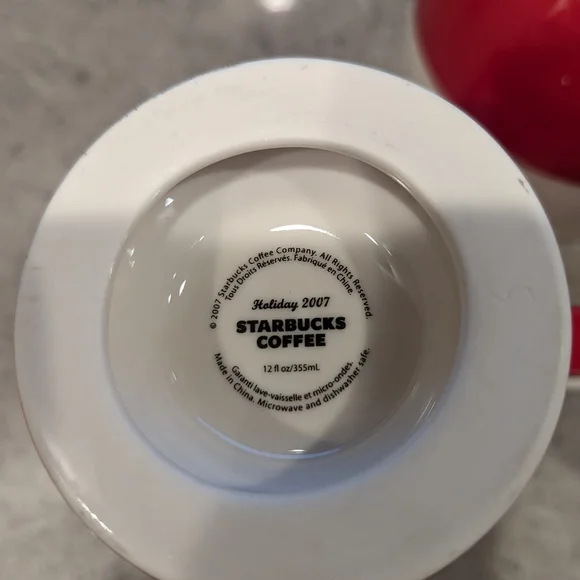 © 2007 Starbucks Coffee Company. All Rights Reserved.
Tous Droits Réservés. Fabriqué en Chine.
Holiday 2007
STARBUCKS
COFFEE
12 fl oz/355mL
Garanti lave-vaisselle et micro-ondes.
Made in China. Microwave and dishwasher safe.